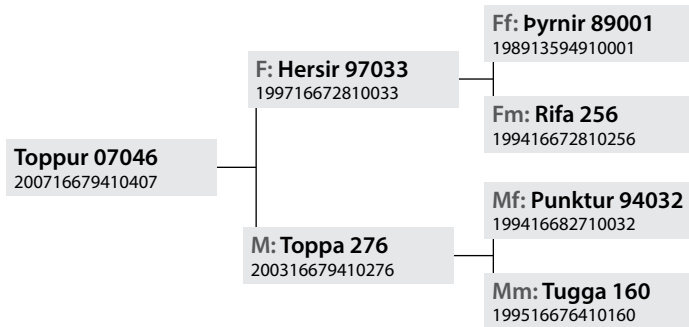 Toppur 07046
200716679410407
F: Hersir 97033
199716672810033
M: Toppa 276
200316679410276
Ff: Þyrnir 89001
198913594910001
Fm: Rifa 256
199416672810256
Mf: Punktur 94032
199416682710032
Mm: Tugga 160
199516676410160